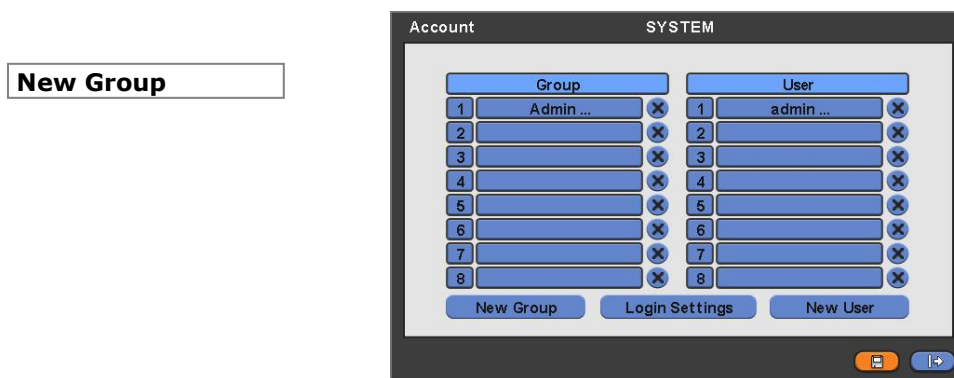 New Group
Account SYSTEM
Group User
1 Admin ... 1 admin ...
2 2
3 3
4 4
5 5
6 6
7 7
8 8
New Group Login Settings New User